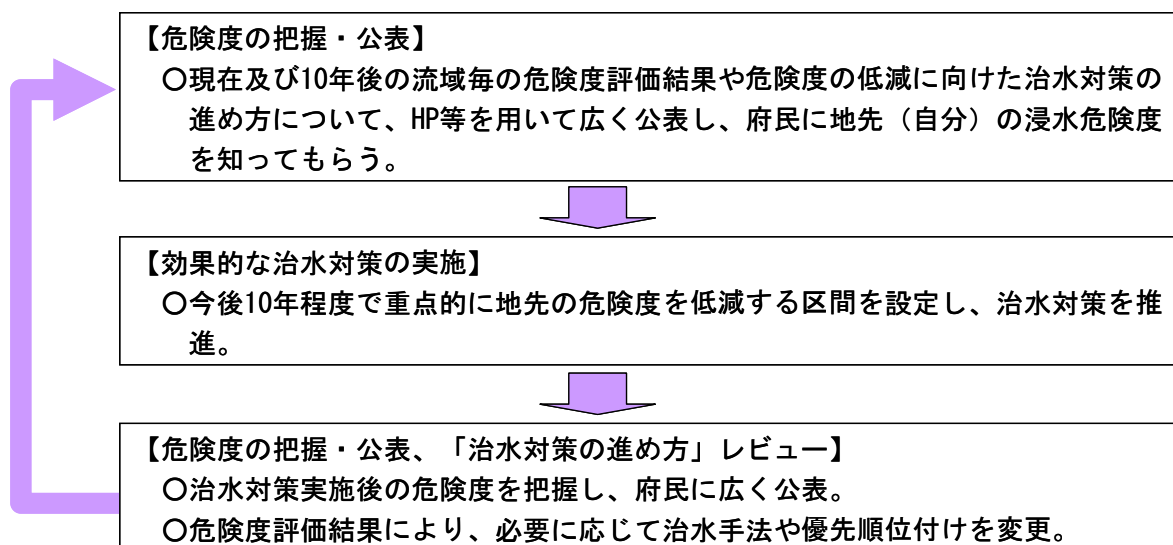 【危険度の把握・公表】
○現在及び10年後の流域毎の危険度評価結果や危険度の低減に向けた治水対策の
進め方について、HP等を用いて広く公表し、府民に地先（自分）の浸水危険度
を知ってもらう。
【効果的な治水対策の実施】
○今後10年程度で重点的に地先の危険度を低減する区間を設定し、治水対策を推
進。
【危険度の把握・公表、「治水対策の進め方」レビュー】
○治水対策実施後の危険度を把握し、府民に広く公表。
○危険度評価結果により、必要に応じて治水手法や優先順位付けを変更。